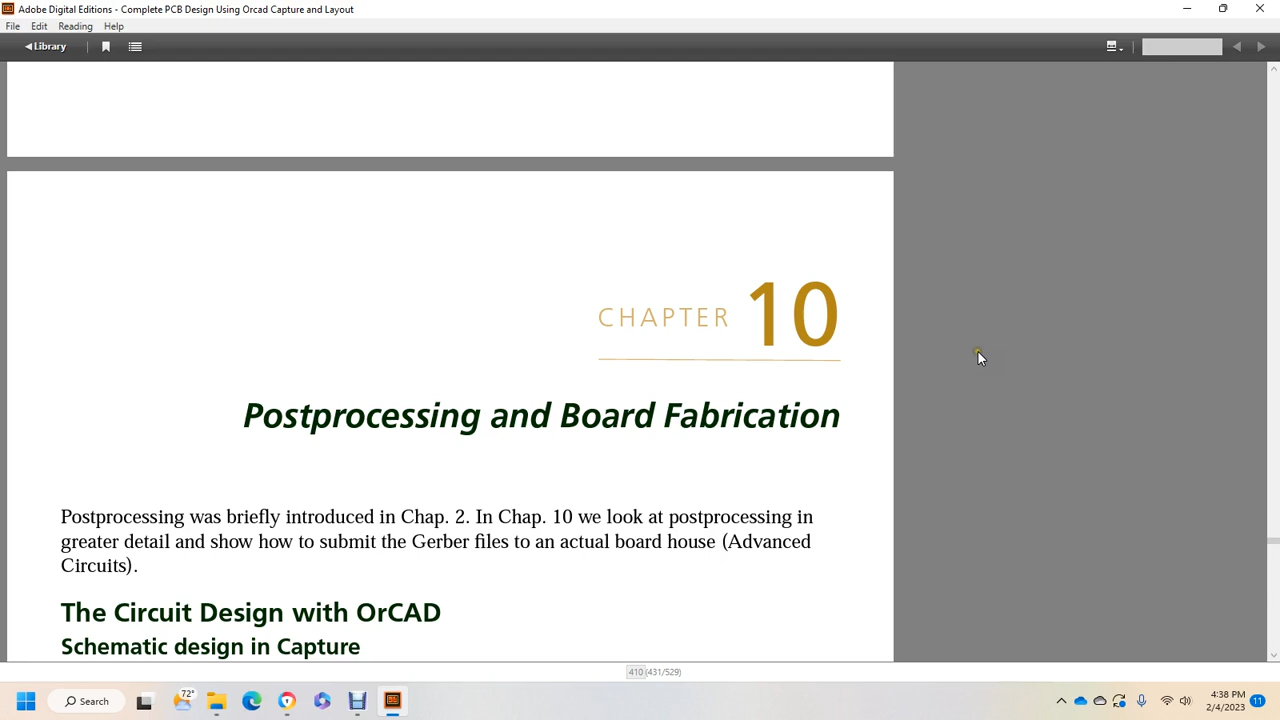 Adobe Digital Editions - Complete PCB Design Using Orcad Capture and Layout
File Edit Reading Help
Library
CHAPTER 10
Postprocessing and Board Fabrication
Postprocessing was briefly introduced in Chap. 2. In Chap. 10 we look at postprocessing in
greater detail and show how to submit the Gerber files to an actual board house (Advanced
Circuits).
The Circuit Design with OrCAD
Schematic design in Capture
410 (431/529)
72°
Search
4:38 PM
2/4/2023
11